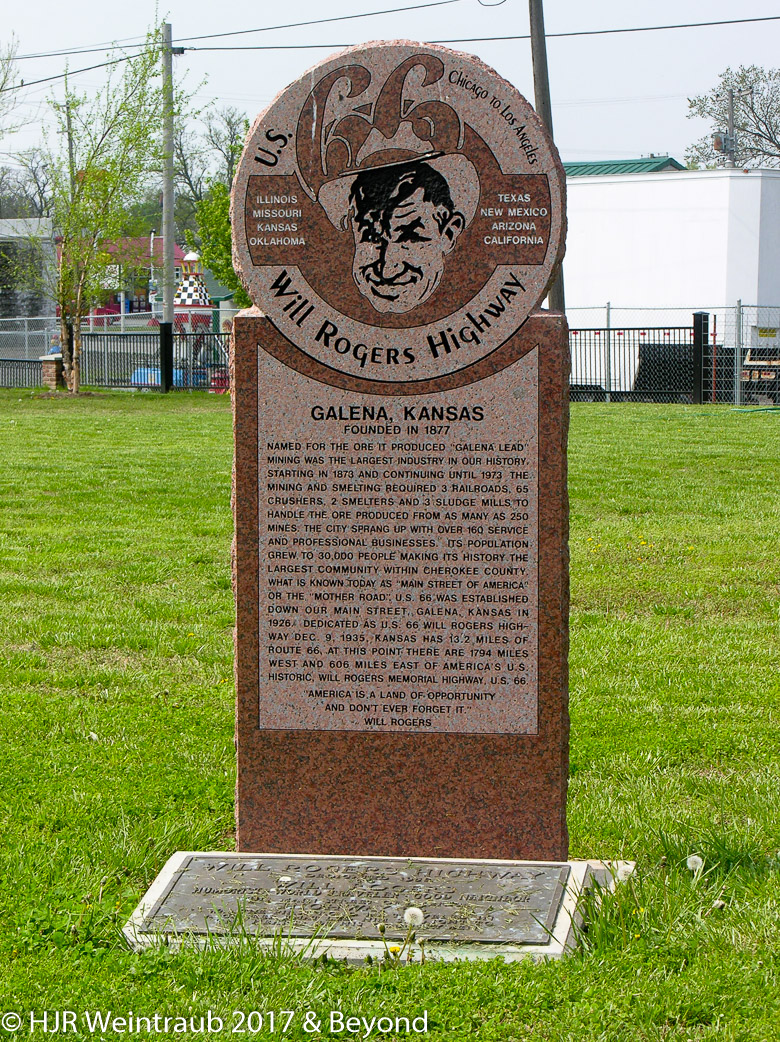 U.S. 66
Chicago to Los Angeles
ILLINOIS
MISSOURI
KANSAS
OKLAHOMA
TEXAS
NEW MEXICO
ARIZONA
CALIFORNIA
Will Rogers Highway
GALENA, KANSAS
FOUNDED IN 1877
NAMED FOR THE ORE IT PRODUCED "GALENA LEAD"
MINING WAS THE LARGEST INDUSTRY IN OUR HISTORY.
STARTING IN 1873 AND CONTINUING UNTIL 1973 THE
MINING AND SMELTING REQUIRED 3 RAILROADS, 65
CRUSHERS, 2 SMELTERS AND 3 SLUDGE MILLS TO
HANDLE THE ORE PRODUCED FROM AS MANY AS 250
MINES. THE CITY SPRANG UP WITH OVER 160 SERVICE
AND PROFESSIONAL BUSINESSES. ITS POPULATION
GREW TO 30,000 PEOPLE MAKING ITS HISTORY THE
LARGEST COMMUNITY WITHIN CHEROKEE COUNTY.
WHAT IS KNOWN TODAY AS "MAIN STREET OF AMERICA"
OR THE "MOTHER ROAD", U.S. 66 WAS ESTABLISHED
DOWN OUR MAIN STREET, GALENA, KANSAS IN
1926. DEDICATED AS U.S. 66 WILL ROGERS HIGH-
WAY DEC. 9, 1935, KANSAS HAS 13.2 MILES OF
ROUTE 66, AT THIS POINT THERE ARE 1794 MILES
WEST AND 606 MILES EAST OF AMERICA'S U.S.
HISTORIC, WILL ROGERS MEMORIAL HIGHWAY, U.S. 66.
"AMERICA IS A LAND OF OPPORTUNITY
AND DON'T EVER FORGET IT."
WILL ROGERS
WILL ROGERS HIGHWAY
WILL ROGERS
HUMORIST WORLD TRAVELER GOOD NEIGHBOR
© HJR Weintraub 2017 & Beyond